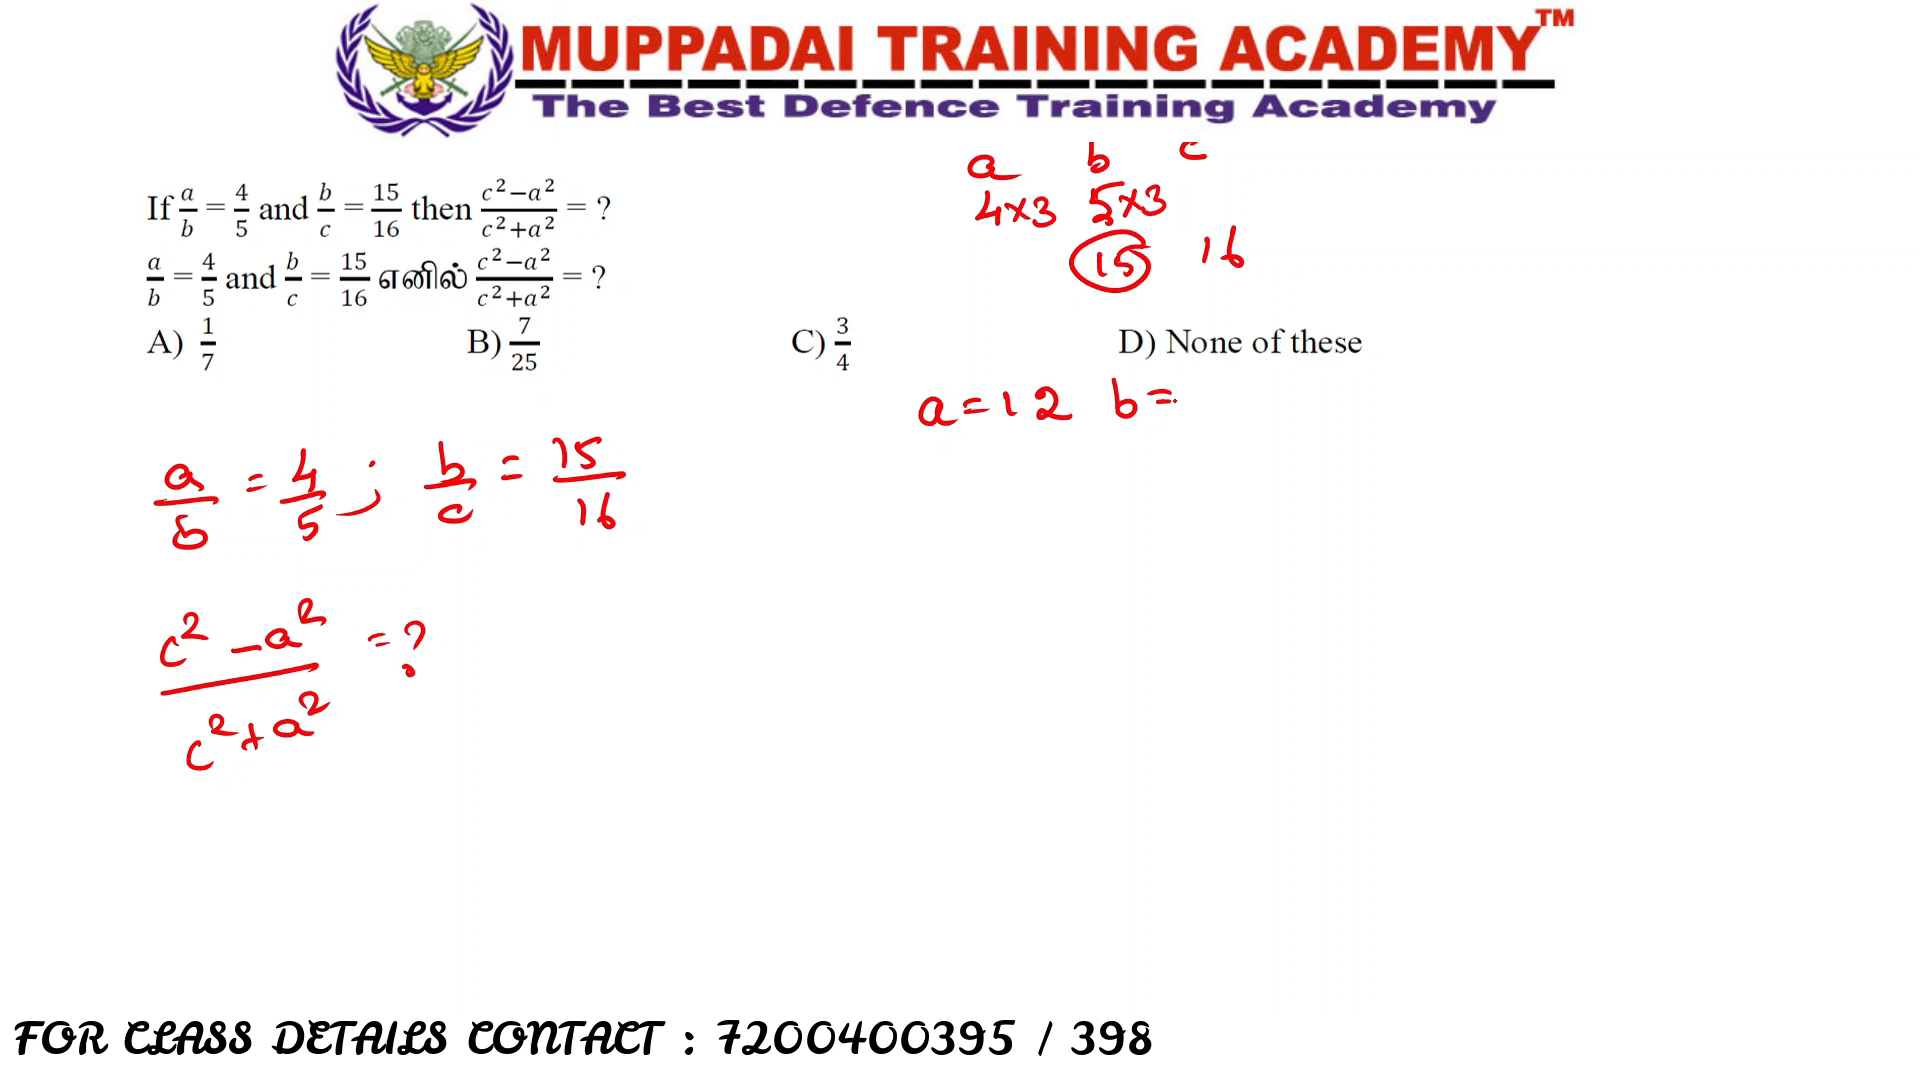 MUPPADAI TRAINING ACADEMY™
The Best Defence Training Academy
If a/b = 4/5 and b/c = 15/16 then (c²−a²)/(c²+a²) = ?
a/b = 4/5 and b/c = 15/16 எனில் (c²−a²)/(c²+a²) = ?
A) 1/7 B) 7/25 C) 3/4 D) None of these
a b c
4×3 5×3
15 16
a=12 b=
a/b = 4/5 ; b/c = 15/16
(c²−a²)/(c²+a²) = ?
FOR CLASS DETAILS CONTACT : 7200400395 / 398